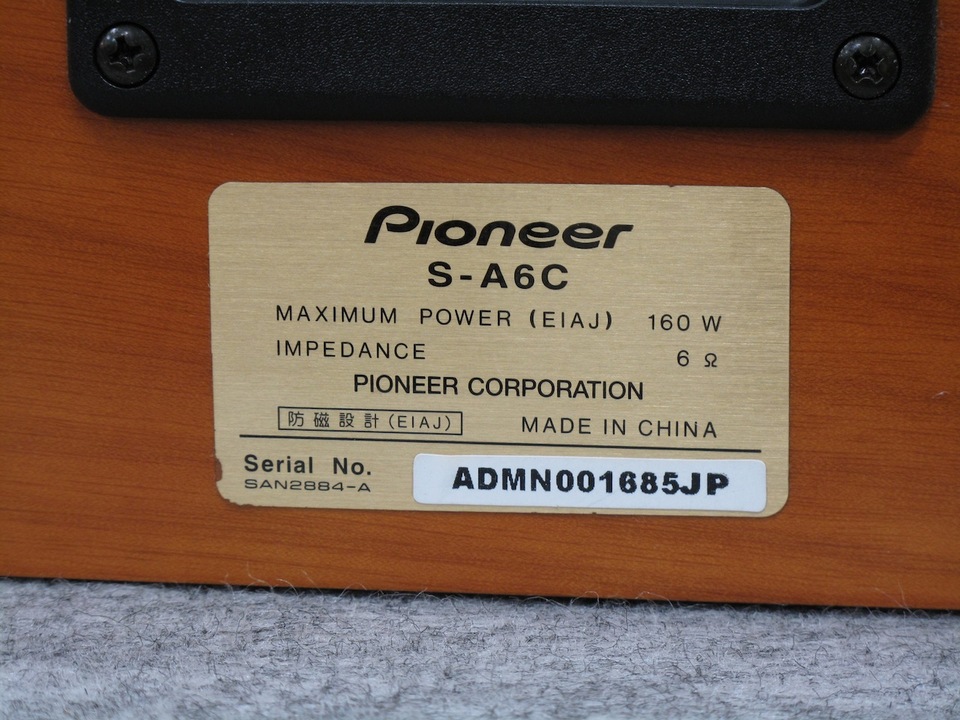 Pioneer
S-A6C
MAXIMUM POWER (EIAJ) 160 W
IMPEDANCE 6 Ω
PIONEER CORPORATION
防磁設計(EIAJ) MADE IN CHINA
Serial No. ADMN001685JP
SAN2884-A